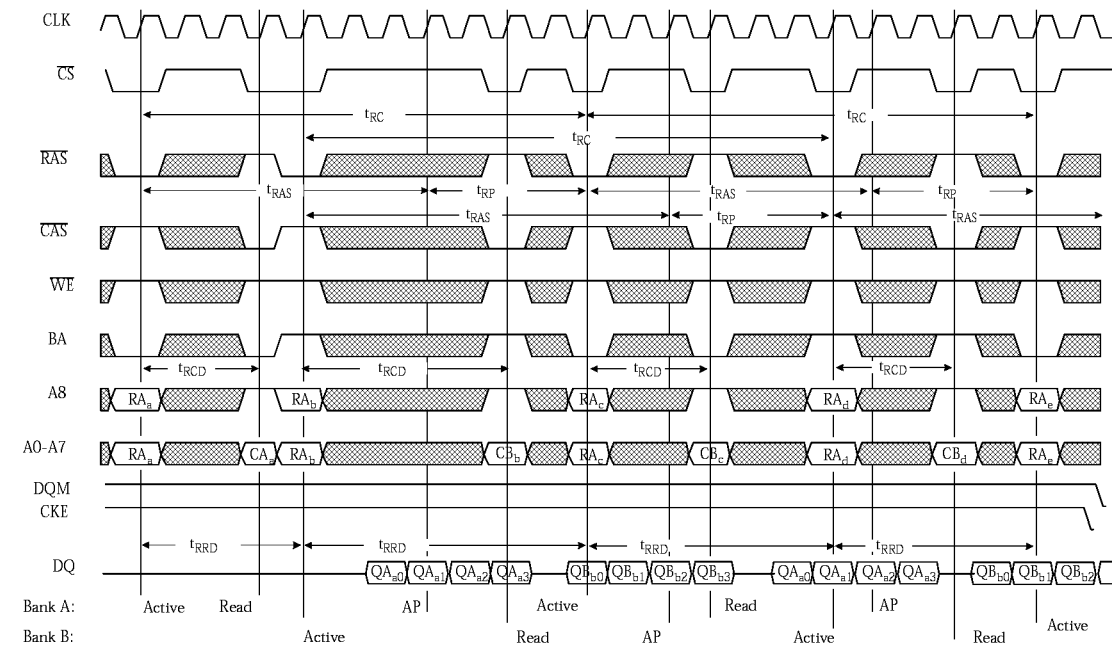 CLK
CS
tRC tRC
tRC
RAS
tRAS tRP tRAS tRP
tRAS tRP tRAS
CAS
WE
BA
tRCD tRCD tRCD tRCD
A8 RAa RAb RAc RAd RAe
A0-A7 RAa CAa RAb CBb RAc CBc RAd CBd RAe
DQM
CKE
tRRD tRRD tRRD tRRD
DQ QAa0 QAa1 QAa2 QAa3 QBb0 QBb1 QBb2 QBb3 QAa0 QAa1 QAa2 QAa3 QBb0 QBb1 QBb2
Bank A: Active Read AP Active Read AP Active
Bank B: Active Read AP Active Read